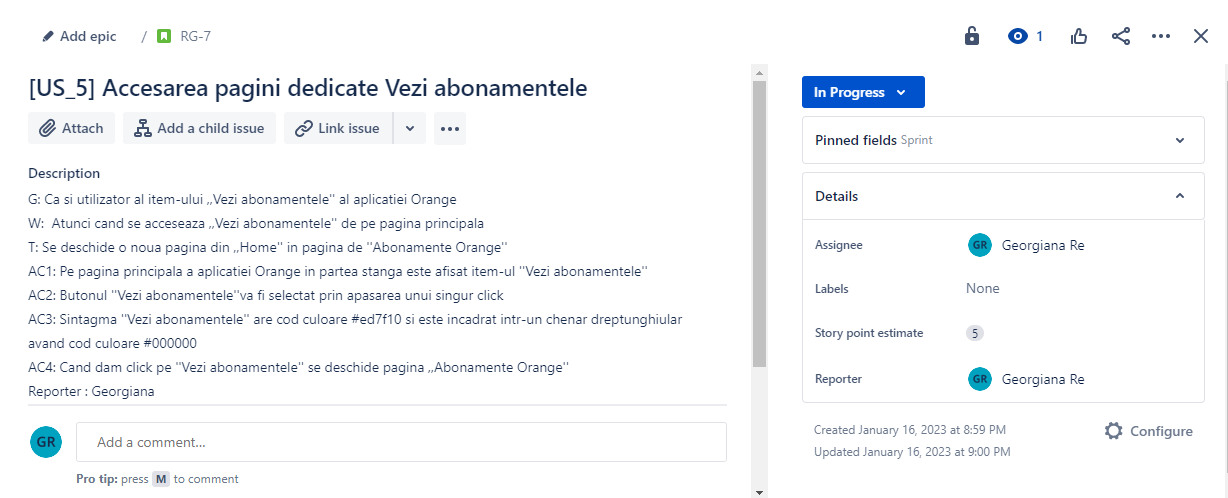 Add epic / RG-7 1
[US_5] Accesarea pagini dedicate Vezi abonamentele
Attach Add a child issue Link issue
Description
G: Ca si utilizator al item-ului ,,Vezi abonamentele" al aplicatiei Orange
W:  Atunci cand se acceseaza ,,Vezi abonamentele" de pe pagina principala
T: Se deschide o noua pagina din ,,Home" in pagina de "Abonamente Orange"
AC1: Pe pagina principala a aplicatiei Orange in partea stanga este afisat item-ul "Vezi abonamentele"
AC2: Butonul "Vezi abonamentele"va fi selectat prin apasarea unui singur click
AC3: Sintagma "Vezi abonamentele" are cod culoare #ed7f10 si este incadrat intr-un chenar dreptunghiular
avand cod culoare #000000
AC4: Cand dam click pe "Vezi abonamentele" se deschide pagina ,,Abonamente Orange"
Reporter : Georgiana
GR Add a comment...
Pro tip: press M to comment
In Progress
Pinned fields Sprint
Details
Assignee GR Georgiana Re
Labels None
Story point estimate 5
Reporter GR Georgiana Re
Created January 16, 2023 at 8:59 PM
Configure
Updated January 16, 2023 at 9:00 PM